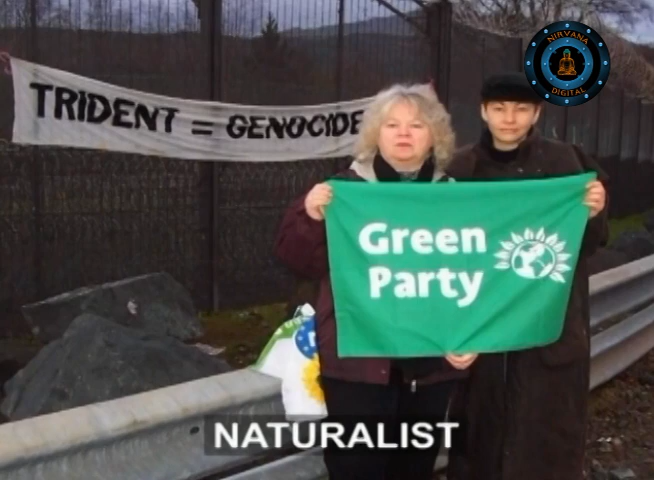 NIRVANA
DIGITAL
TRIDENT = GENOCIDE
Green
Party
NATURALIST